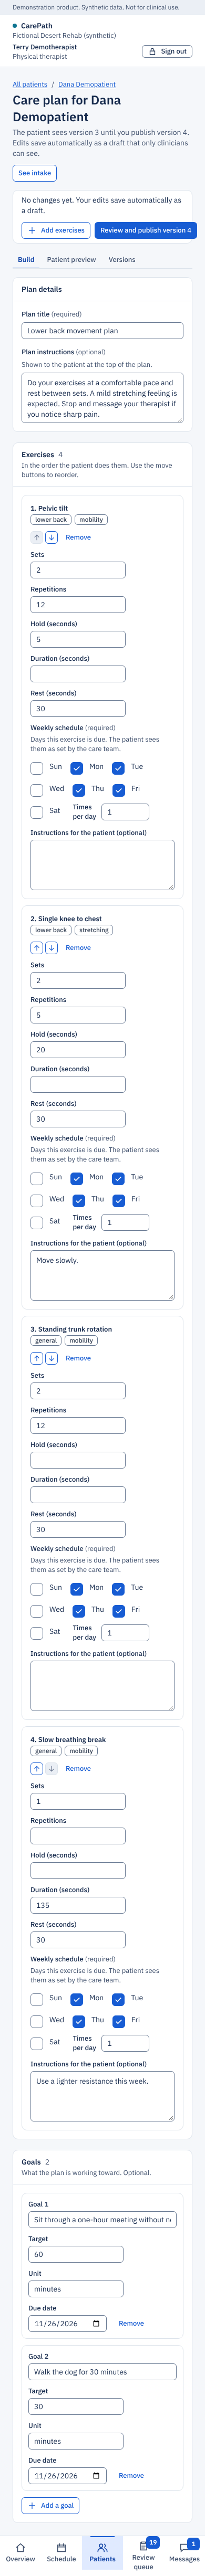 Demonstration product. Synthetic data. Not for clinical use.
CarePath
Fictional Desert Rehab (synthetic)
Terry Demotherapist
Physical therapist
Sign out
All patients / Dana Demopatient
Care plan for Dana
Demopatient
The patient sees version 3 until you publish version 4.
Edits save automatically as a draft that only clinicians
can see.
See intake
No changes yet. Your edits save automatically as
a draft.
Add exercises
Review and publish version 4
Build
Patient preview
Versions
Plan details
Plan title (required)
Lower back movement plan
Plan instructions (optional)
Shown to the patient at the top of the plan.
Do your exercises at a comfortable pace and
rest between sets. A mild stretching feeling is
expected. Stop and message your therapist if
you notice sharp pain.
Exercises 4
In the order the patient does them. Use the move
buttons to reorder.
1. Pelvic tilt
lower back
mobility
Remove
Sets
2
Repetitions
12
Hold (seconds)
5
Duration (seconds)
Rest (seconds)
30
Weekly schedule (required)
Days this exercise is due. The patient sees
them as set by the care team.
Sun Mon Tue
Wed Thu Fri
Sat Times
per day 1
Instructions for the patient (optional)
2. Single knee to chest
lower back
stretching
Remove
Sets
2
Repetitions
5
Hold (seconds)
20
Duration (seconds)
Rest (seconds)
30
Weekly schedule (required)
Days this exercise is due. The patient sees
them as set by the care team.
Sun Mon Tue
Wed Thu Fri
Sat Times
per day 1
Instructions for the patient (optional)
Move slowly.
3. Standing trunk rotation
general
mobility
Remove
Sets
2
Repetitions
12
Hold (seconds)
Duration (seconds)
Rest (seconds)
30
Weekly schedule (required)
Days this exercise is due. The patient sees
them as set by the care team.
Sun Mon Tue
Wed Thu Fri
Sat Times
per day 1
Instructions for the patient (optional)
4. Slow breathing break
general
mobility
Remove
Sets
1
Repetitions
Hold (seconds)
Duration (seconds)
135
Rest (seconds)
30
Weekly schedule (required)
Days this exercise is due. The patient sees
them as set by the care team.
Sun Mon Tue
Wed Thu Fri
Sat Times
per day 1
Instructions for the patient (optional)
Use a lighter resistance this week.
Goals 2
What the plan is working toward. Optional.
Goal 1
Sit through a one-hour meeting without
Target
60
Unit
minutes
Due date
11/26/2026
Remove
Goal 2
Walk the dog for 30 minutes
Target
30
Unit
minutes
Due date
11/26/2026
Remove
Add a goal
Overview
Schedule
Patients
19
Review
queue
1
Messages